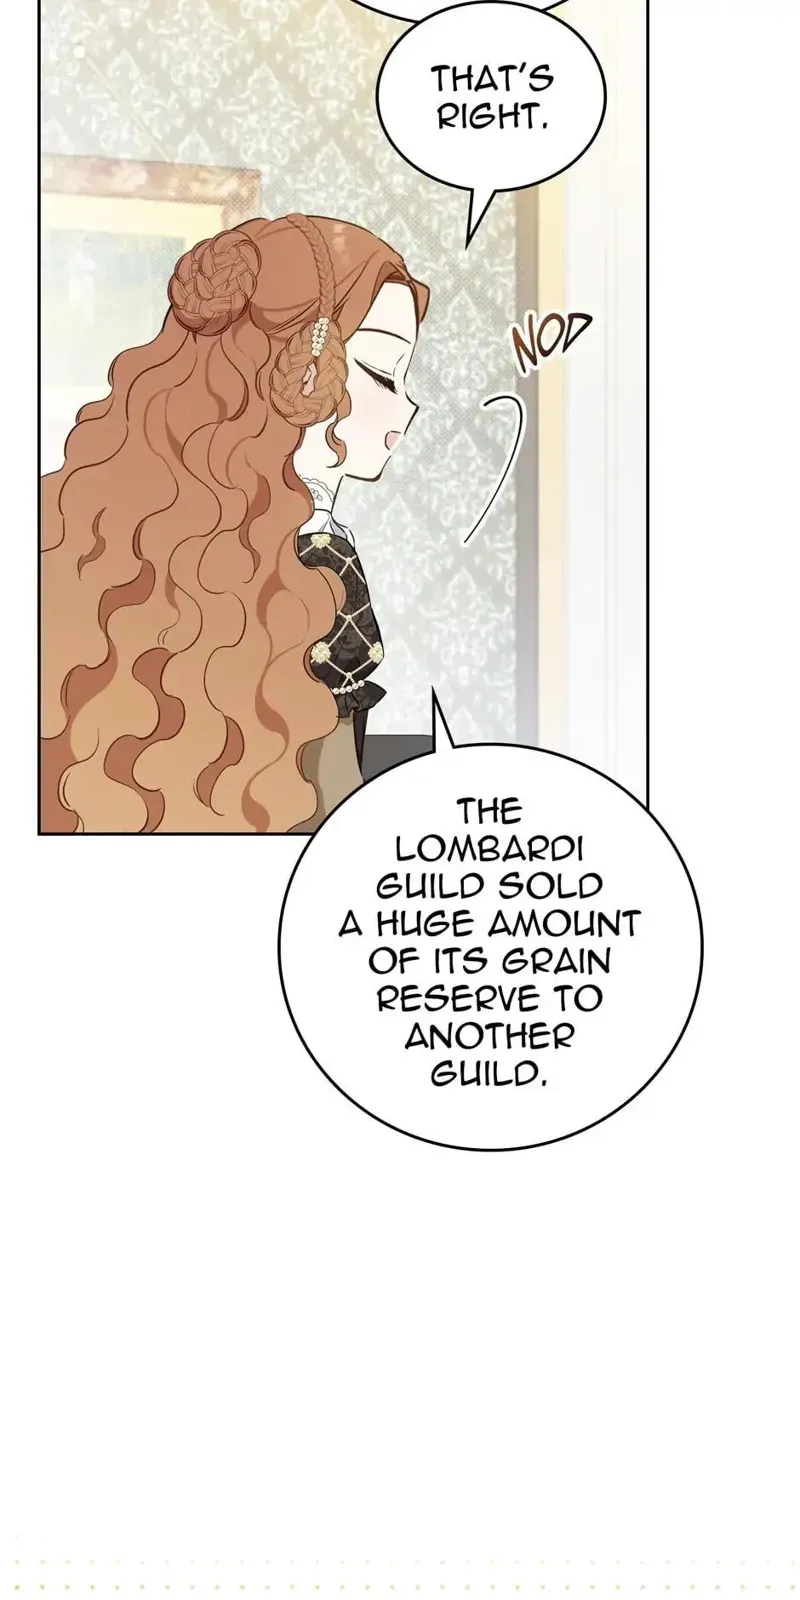 THAT'S
RIGHT.
NOD
THE
LOMBARDI
GUILD SOLD
A HUGE AMOUNT
OF ITS GRAIN
RESERVE TO
ANOTHER
GUILD.